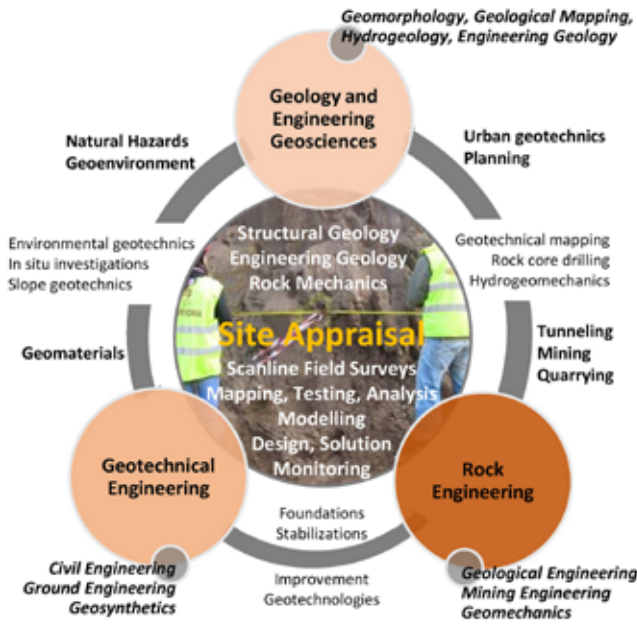 Geomorphology, Geological Mapping,
Hydrogeology, Engineering Geology
Geology and
Engineering
Geosciences
Natural Hazards
Geoenvironment
Urban geotechnics
Planning
Environmental geotechnics
In situ investigations
Slope geotechnics
Structural Geology
Engineering Geology
Rock Mechanics
Geotechnical mapping
Rock core drilling
Hydrogeomechanics
Geomaterials
Site Appraisal
Scanline Field Surveys
Mapping, Testing, Analysis
Modelling
Design, Solution
Monitoring
Tunneling
Mining
Quarrying
Geotechnical
Engineering
Rock
Engineering
Foundations
Stabilizations
Improvement
Geotechnologies
Civil Engineering
Ground Engineering
Geosynthetics
Geological Engineering
Mining Engineering
Geomechanics